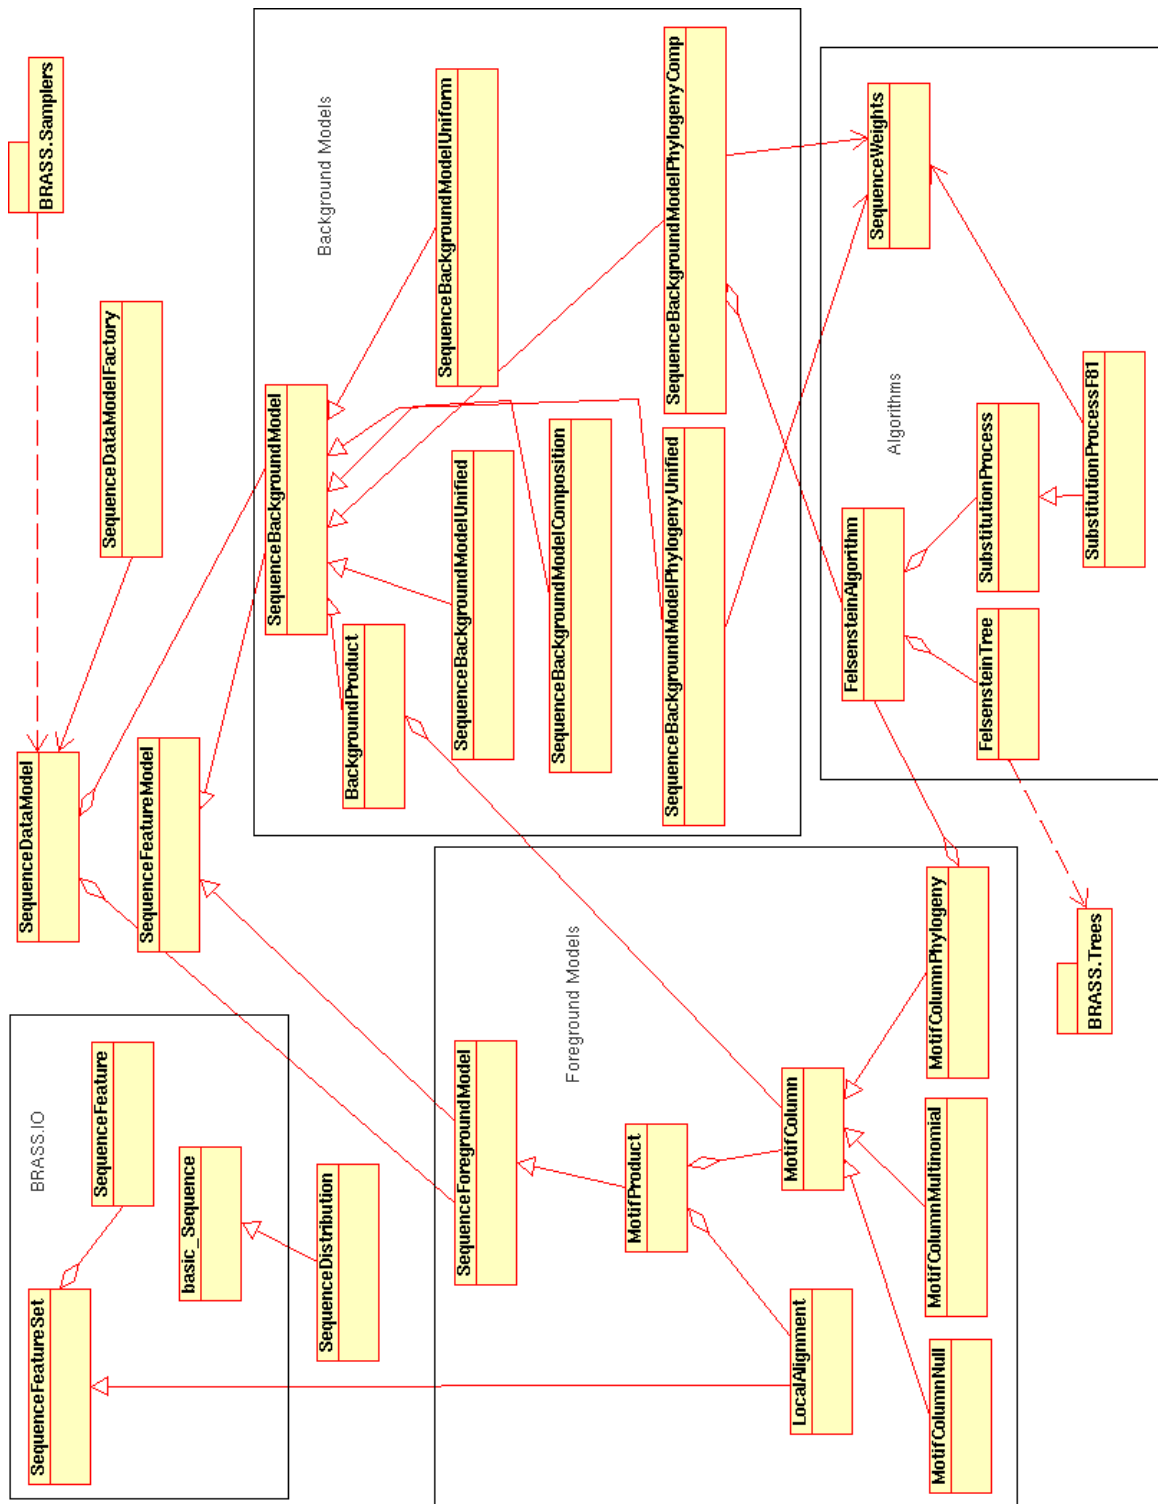 BRASS.IO
SequenceFeatureSet
SequenceFeature
basic_Sequence
SequenceDistribution
SequenceDataModel
SequenceFeatureModel
SequenceDataModelFactory
BRASS.Samplers
Background Models
SequenceBackgroundModel
BackgroundProduct
SequenceBackgroundModelUnified
SequenceBackgroundModelUniform
SequenceBackgroundModelComposition
SequenceBackgroundModelPhylogenyUnified
SequenceBackgroundModelPhylogenyComp
Foreground Models
SequenceForegroundModel
MotifProduct
LocalAlignment
MotifColumn
MotifColumnNull
MotifColumnMultinomial
MotifColumnPhylogeny
Algorithms
SequenceWeights
FelsensteinAlgorithm
FelsensteinTree
SubstitutionProcess
SubstitutionProcessF81
BRASS.Trees